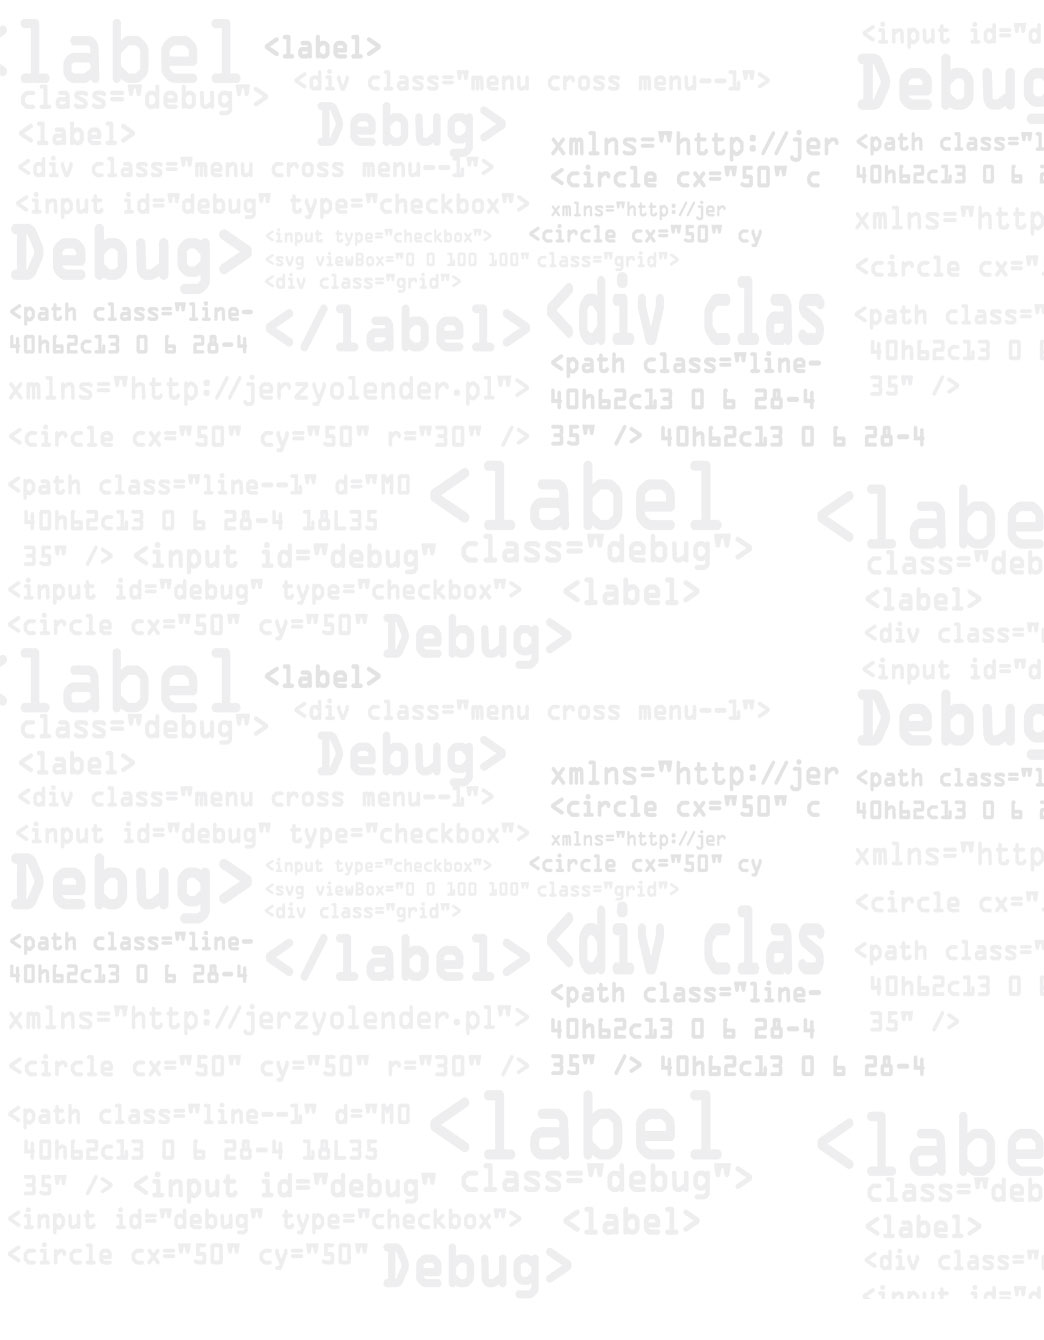 <label
class="debug">
<label>
<div class="menu cross menu--1">
<input id="debug" type="checkbox">
Debug>
<path class="line-
40h62c13 0 6 28-4
xmlns="http://jerzyolender.pl">
<circle cx="50" cy="50" r="30" />
<path class="line--1" d="M0
40h62c13 0 6 28-4 18L35
35" /> <input id="debug"
<input id="debug" type="checkbox">
<circle cx="50" cy="50"
<label>
<div class="menu cross menu--1">
Debug>
<input type="checkbox">
<svg viewBox="0 0 100 100" class="grid">
<div class="grid">
</label>
xmlns="http://jer
<circle cx="50" c
xmlns="http://jer
<circle cx="50" cy
<div clas
<path class="line-
40h62c13 0 6 28-4
35" /> 40h62c13 0 6 28-4
<label
class="debug">
<label>
Debug>
<input id="d
Debug
<path class="l
40h62c13 0 6 2
xmlns="http
<circle cx="
<path class="
40h62c13 0
35" />
<labe
class="deb
<label>
<div class="
<input id="d
<label
class="debug">
<label>
<div class="menu cross menu--1">
<input id="debug" type="checkbox">
Debug>
<path class="line-
40h62c13 0 6 28-4
xmlns="http://jerzyolender.pl">
<circle cx="50" cy="50" r="30" />
<path class="line--1" d="M0
40h62c13 0 6 28-4 18L35
35" /> <input id="debug"
<input id="debug" type="checkbox">
<circle cx="50" cy="50"
<label>
<div class="menu cross menu--1">
Debug>
<input type="checkbox">
<svg viewBox="0 0 100 100" class="grid">
<div class="grid">
</label>
xmlns="http://jer
<circle cx="50" c
xmlns="http://jer
<circle cx="50" cy
<div clas
<path class="line-
40h62c13 0 6 28-4
35" /> 40h62c13 0 6 28-4
<label
class="debug">
<label>
Debug>
Debug
<path class="l
40h62c13 0 6 2
xmlns="http
<circle cx="
<path class="
40h62c13 0
35" />
<labe
class="deb
<label>
<div class="
<input id="d